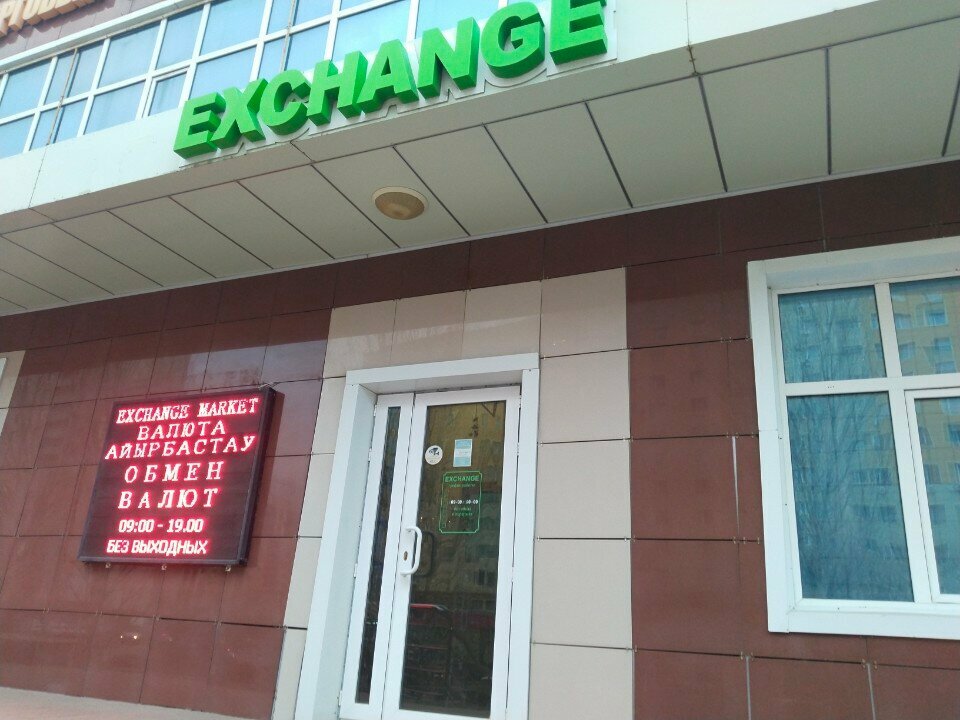 EXCHANGE
EXCHANGE MARKET
ВАЛЮТА
АЙЫРБАСТАУ
ОБМЕН
ВАЛЮТ
09:00 - 19.00
БЕЗ ВЫХОДНЫХ
EXCHANGE